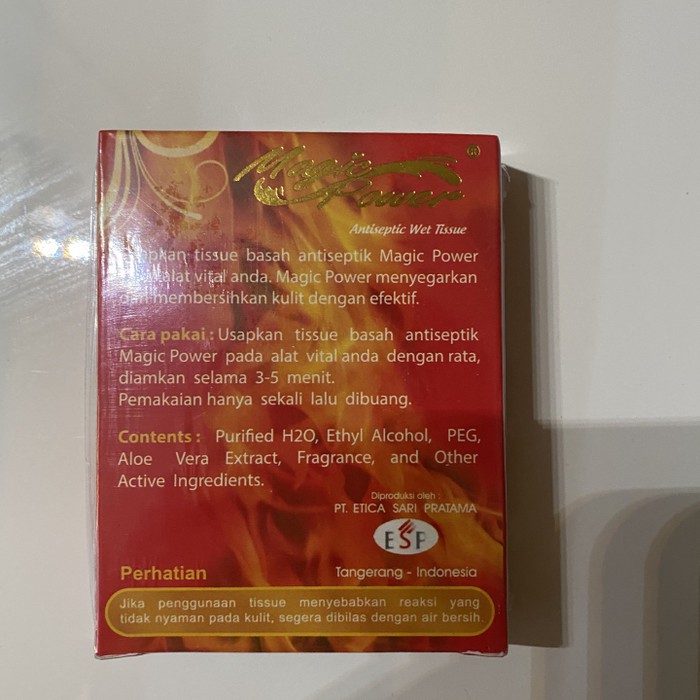 Magic Power ®
Antiseptic Wet Tissue
tissue basah antiseptik Magic Power
alat vital anda. Magic Power menyegarkan
membersihkan kulit dengan efektif.
Cara pakai : Usapkan tissue basah antiseptik
Magic Power pada alat vital anda dengan rata,
diamkan selama 3-5 menit.
Pemakaian hanya sekali lalu dibuang.
Contents : Purified H2O, Ethyl Alcohol, PEG,
Aloe Vera Extract, Fragrance, and Other
Active Ingredients.
Diproduksi oleh :
PT. ETICA SARI PRATAMA
ESP
Tangerang - Indonesia
Perhatian
Jika penggunaan tissue menyebabkan reaksi yang
tidak nyaman pada kulit, segera dibilas dengan air bersih.